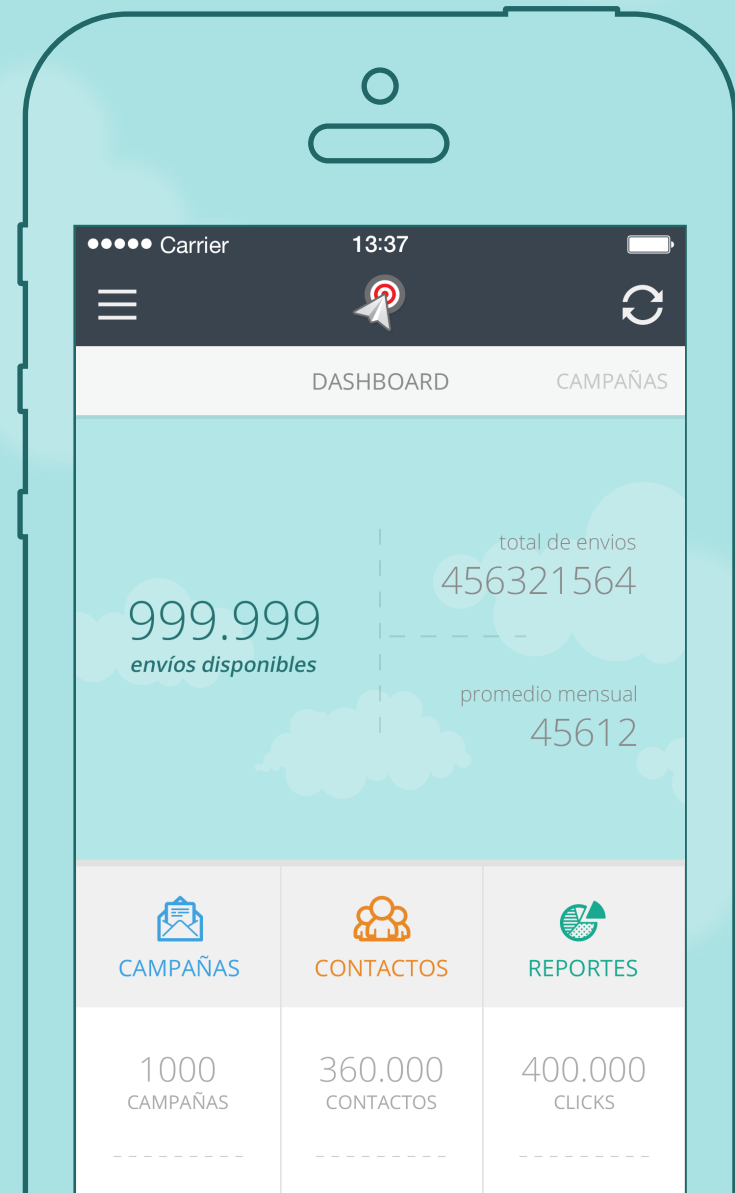 Carrier 13:37
DASHBOARD CAMPAÑAS
999.999
envíos disponibles
total de envios
456321564
promedio mensual
45612
CAMPAÑAS CONTACTOS REPORTES
1000 360.000 400.000
CAMPAÑAS CONTACTOS CLICKS